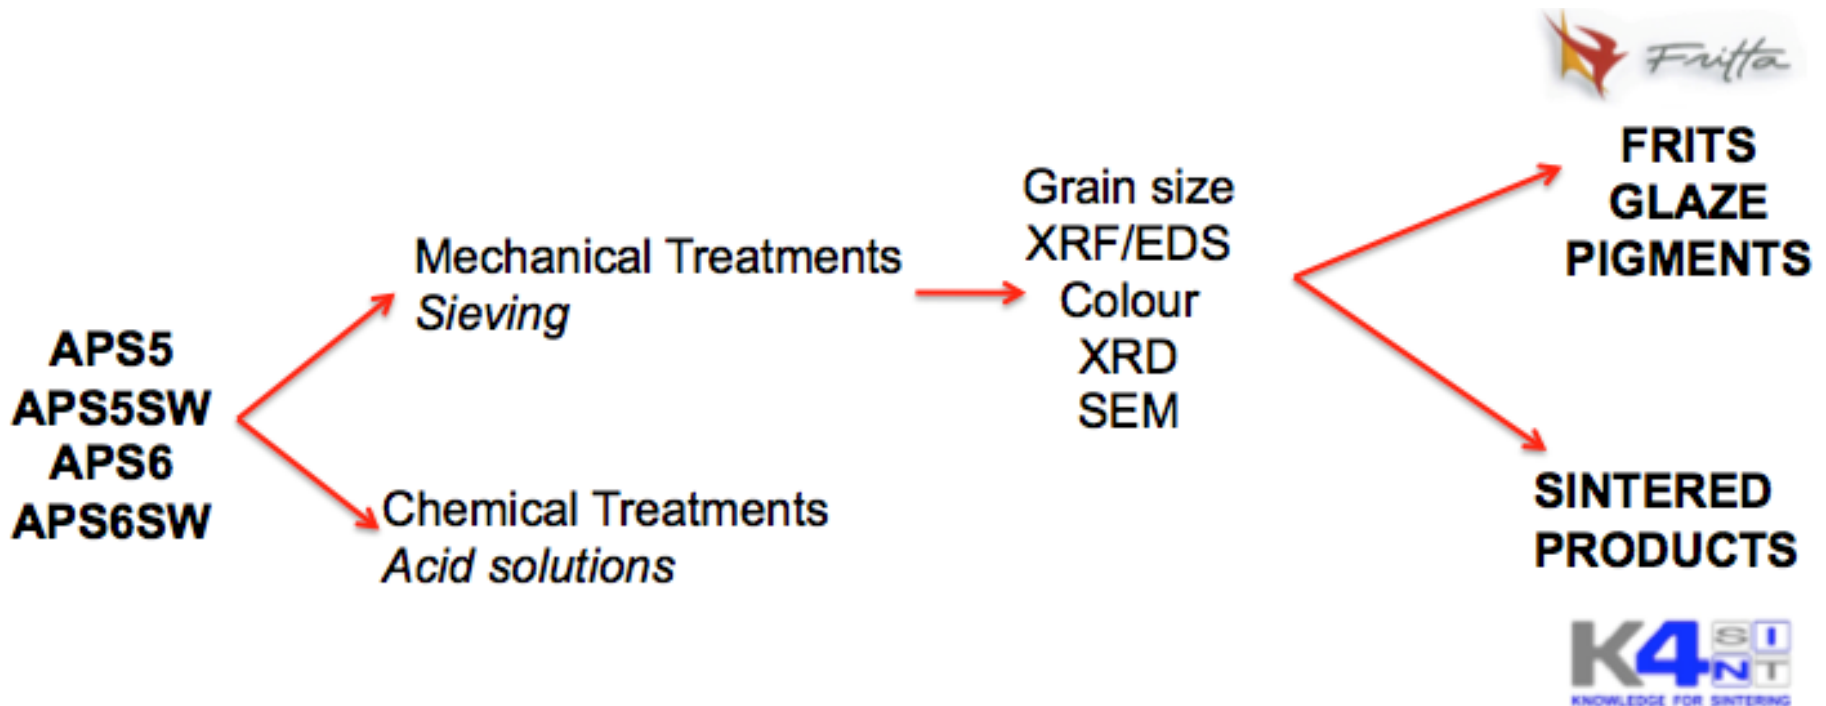 APS5
APS5SW
APS6
APS6SW
Mechanical Treatments
Sieving
Chemical Treatments
Acid solutions
Grain size
XRF/EDS
Colour
XRD
SEM
Fritta
FRITS
GLAZE
PIGMENTS
SINTERED
PRODUCTS
K4 SINT
KNOWLEDGE FOR SINTERING